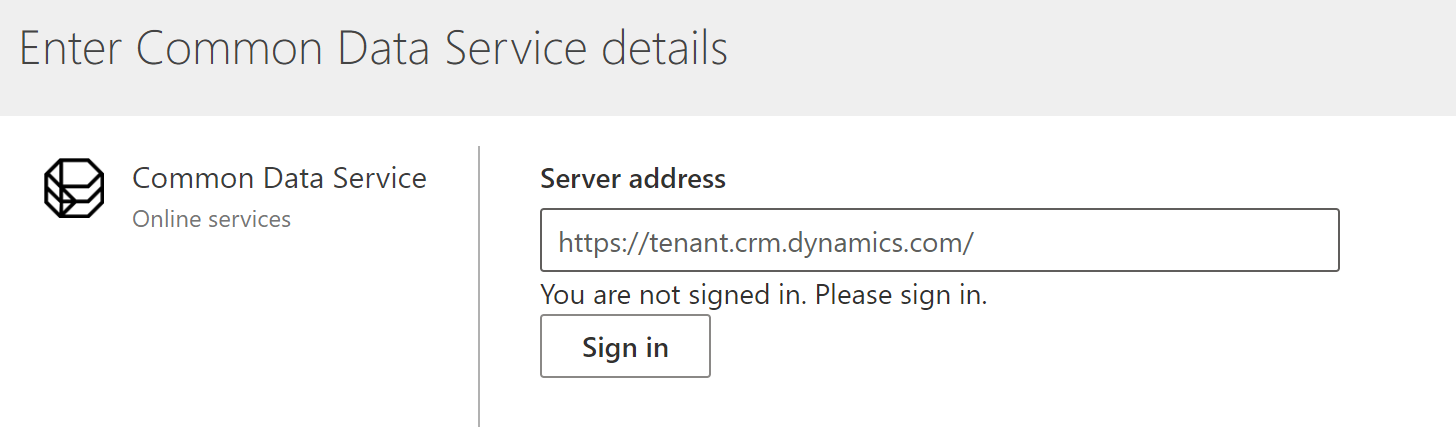 Enter Common Data Service details
Common Data Service
Online services
Server address
https://tenant.crm.dynamics.com/
You are not signed in. Please sign in.
Sign in